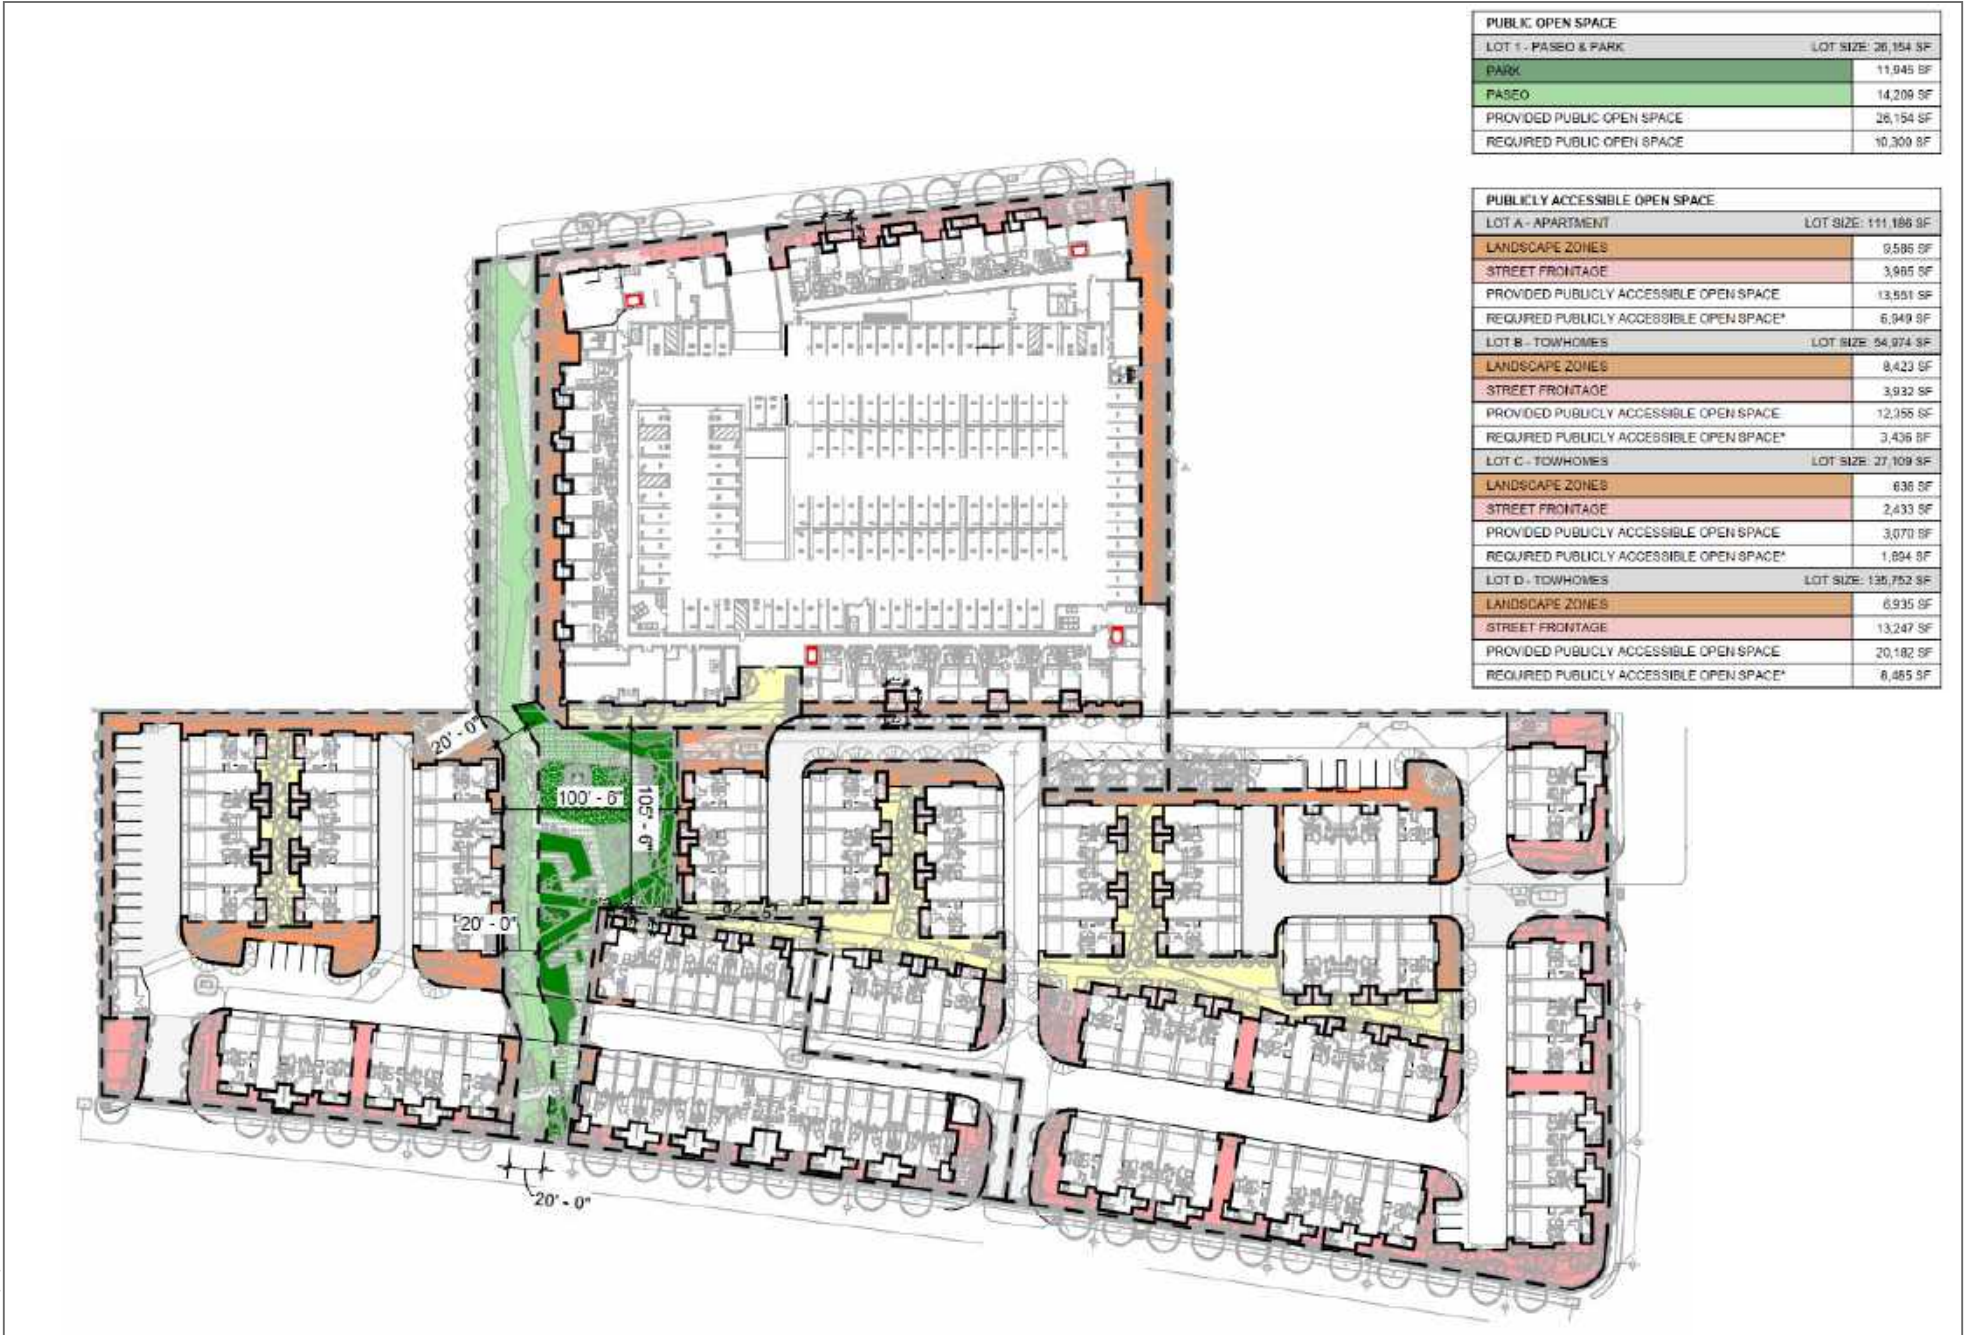 PUBLIC OPEN SPACE
LOT 1 - PASEO & PARK LOT SIZE: 26,154 SF
PARK 11,945 SF
PASEO 14,209 SF
PROVIDED PUBLIC OPEN SPACE 26,154 SF
REQUIRED PUBLIC OPEN SPACE 10,309 SF
PUBLICLY ACCESSIBLE OPEN SPACE
LOT A - APARTMENT LOT SIZE: 111,186 SF
LANDSCAPE ZONES 9,586 SF
STREET FRONTAGE 3,965 SF
PROVIDED PUBLICLY ACCESSIBLE OPEN SPACE 13,551 SF
REQUIRED PUBLICLY ACCESSIBLE OPEN SPACE* 6,949 SF
LOT B - TOWHOMES LOT SIZE: 54,974 SF
LANDSCAPE ZONES 8,423 SF
STREET FRONTAGE 3,932 SF
PROVIDED PUBLICLY ACCESSIBLE OPEN SPACE 12,355 SF
REQUIRED PUBLICLY ACCESSIBLE OPEN SPACE* 3,436 SF
LOT C - TOWHOMES LOT SIZE: 27,109 SF
LANDSCAPE ZONES 636 SF
STREET FRONTAGE 2,433 SF
PROVIDED PUBLICLY ACCESSIBLE OPEN SPACE 3,070 SF
REQUIRED PUBLICLY ACCESSIBLE OPEN SPACE* 1,694 SF
LOT D - TOWHOMES LOT SIZE: 135,752 SF
LANDSCAPE ZONES 6,935 SF
STREET FRONTAGE 13,247 SF
PROVIDED PUBLICLY ACCESSIBLE OPEN SPACE 20,182 SF
REQUIRED PUBLICLY ACCESSIBLE OPEN SPACE* 8,485 SF
20' - 0"
100' - 6"
105' - 6"
20' - 0"
20' - 0"